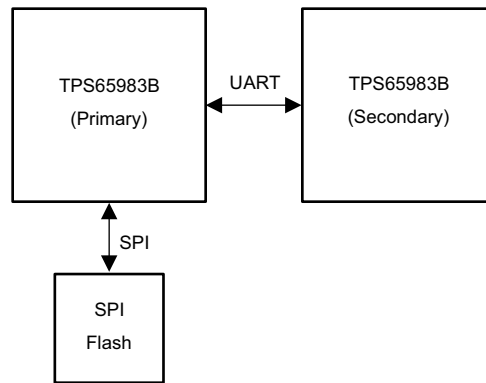 TPS65983B
(Primary)
UART
TPS65983B
(Secondary)
SPI
SPI
Flash